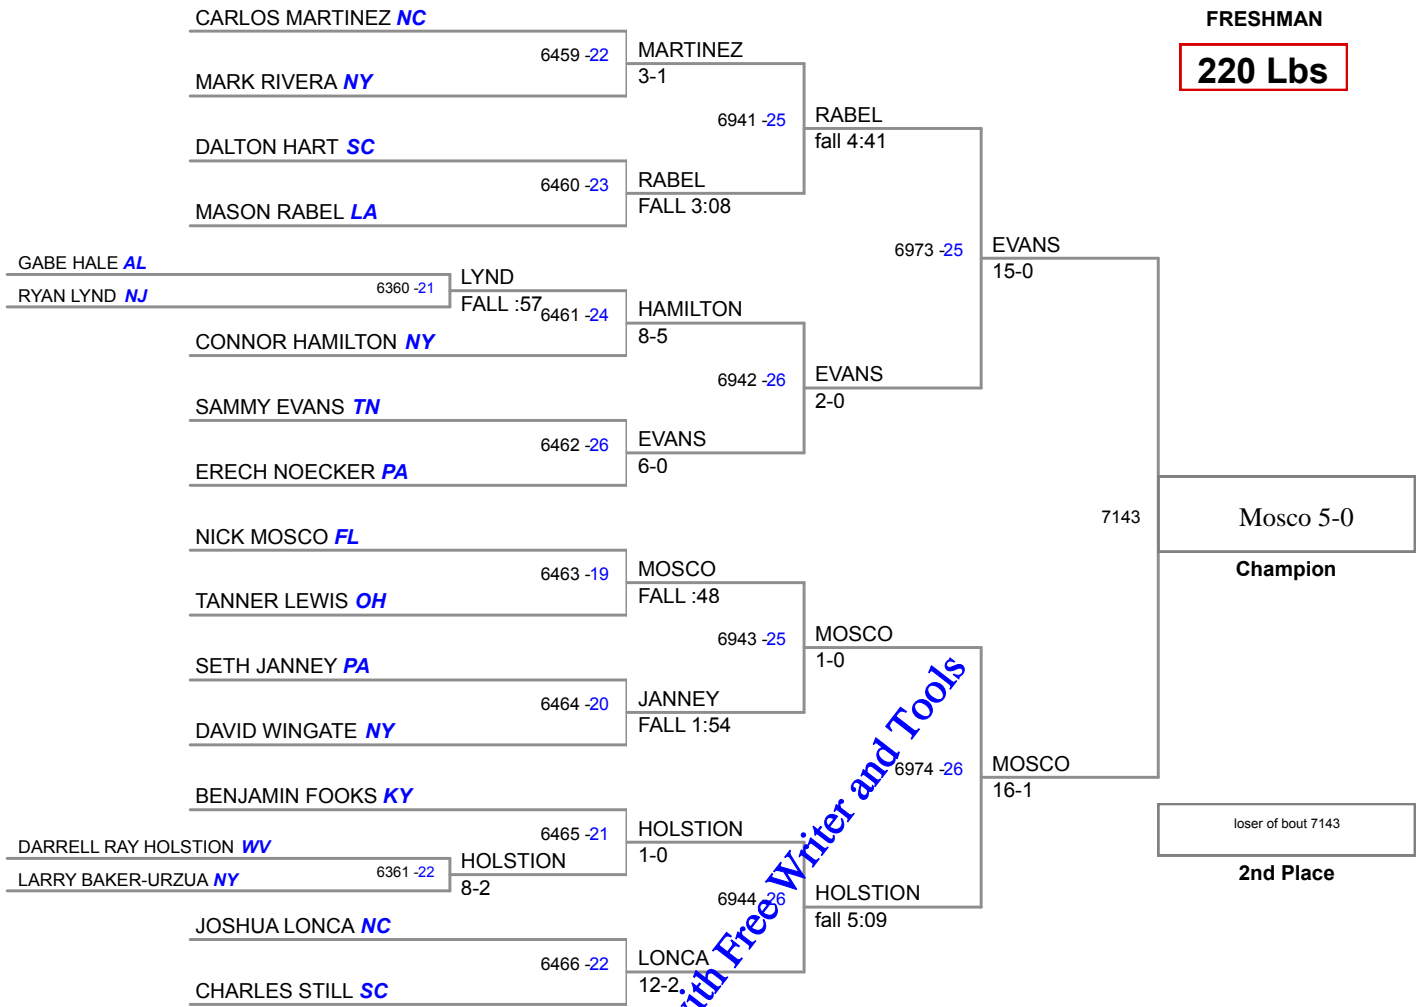 FRESHMAN
220 Lbs
CARLOS MARTINEZ NC
6459 -22
MARTINEZ
3-1
MARK RIVERA NY
6941 -25
RABEL
fall 4:41
DALTON HART SC
6460 -23
RABEL
FALL 3:08
MASON RABEL LA
6973 -25
EVANS
15-0
GABE HALE AL
6360 -21
LYND
FALL :57
RYAN LYND NJ
6461 -24
HAMILTON
8-5
CONNOR HAMILTON NY
6942 -26
EVANS
2-0
SAMMY EVANS TN
6462 -26
EVANS
6-0
ERECH NOECKER PA
7143
Mosco 5-0
Champion
NICK MOSCO FL
6463 -19
MOSCO
FALL :48
TANNER LEWIS OH
6943 -25
MOSCO
1-0
SETH JANNEY PA
6464 -20
JANNEY
FALL 1:54
DAVID WINGATE NY
6974 -26
MOSCO
16-1
BENJAMIN FOOKS KY
6465 -21
HOLSTION
1-0
loser of bout 7143
2nd Place
DARRELL RAY HOLSTION WV
6361 -22
HOLSTION
8-2
LARRY BAKER-URZUA NY
6944 -26
HOLSTION
fall 5:09
JOSHUA LONCA NC
6466 -22
LONCA
12-2
CHARLES STILL SC
with Free Writer and Tools